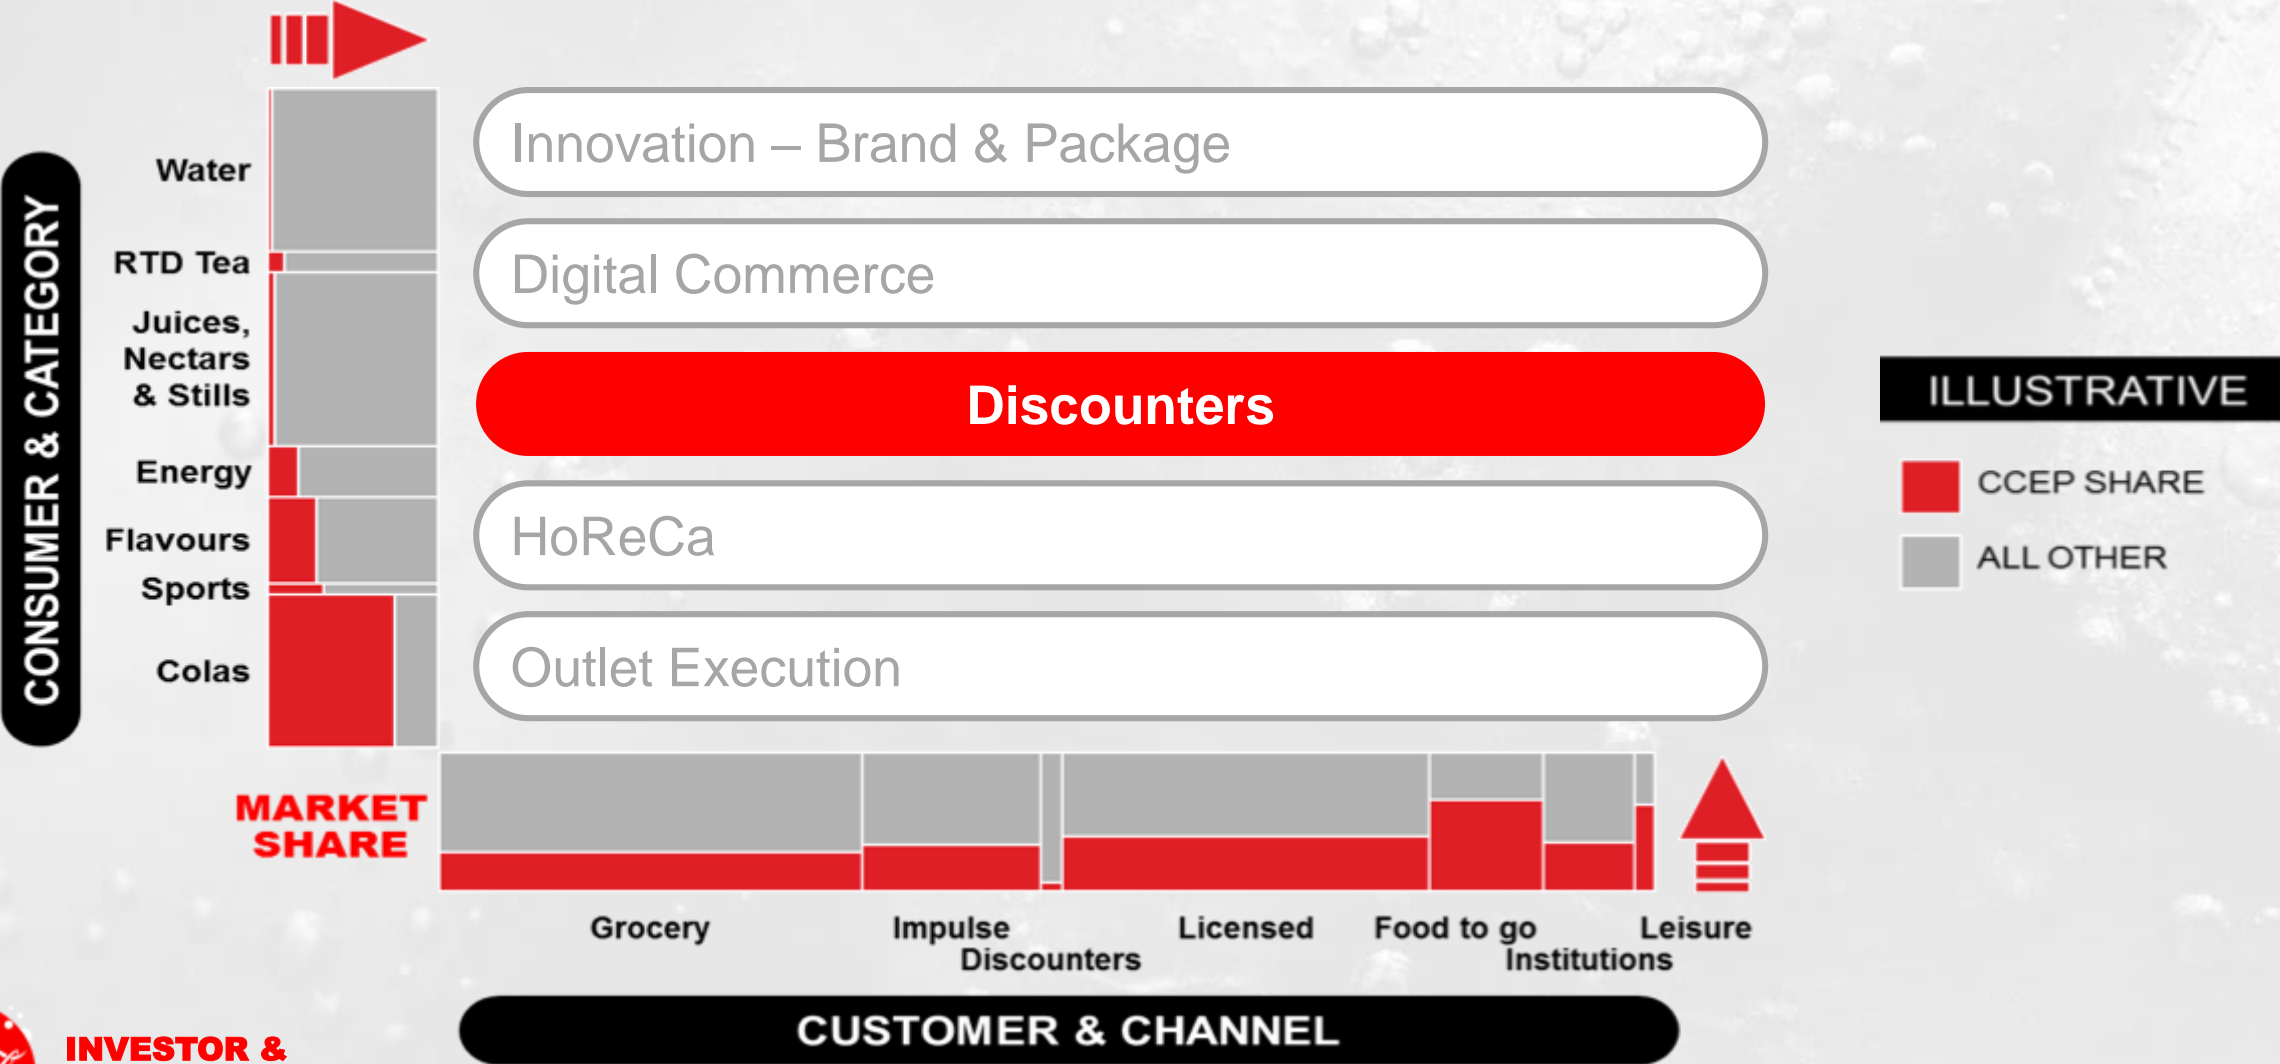 CONSUMER & CATEGORY
Water
RTD Tea
Juices,
Nectars
& Stills
Energy
Flavours
Sports
Colas
Innovation – Brand & Package
Digital Commerce
Discounters
HoReCa
Outlet Execution
ILLUSTRATIVE
CCEP SHARE
ALL OTHER
MARKET
SHARE
Grocery
Impulse
Discounters
Licensed
Food to go
Institutions
Leisure
CUSTOMER & CHANNEL
INVESTOR &